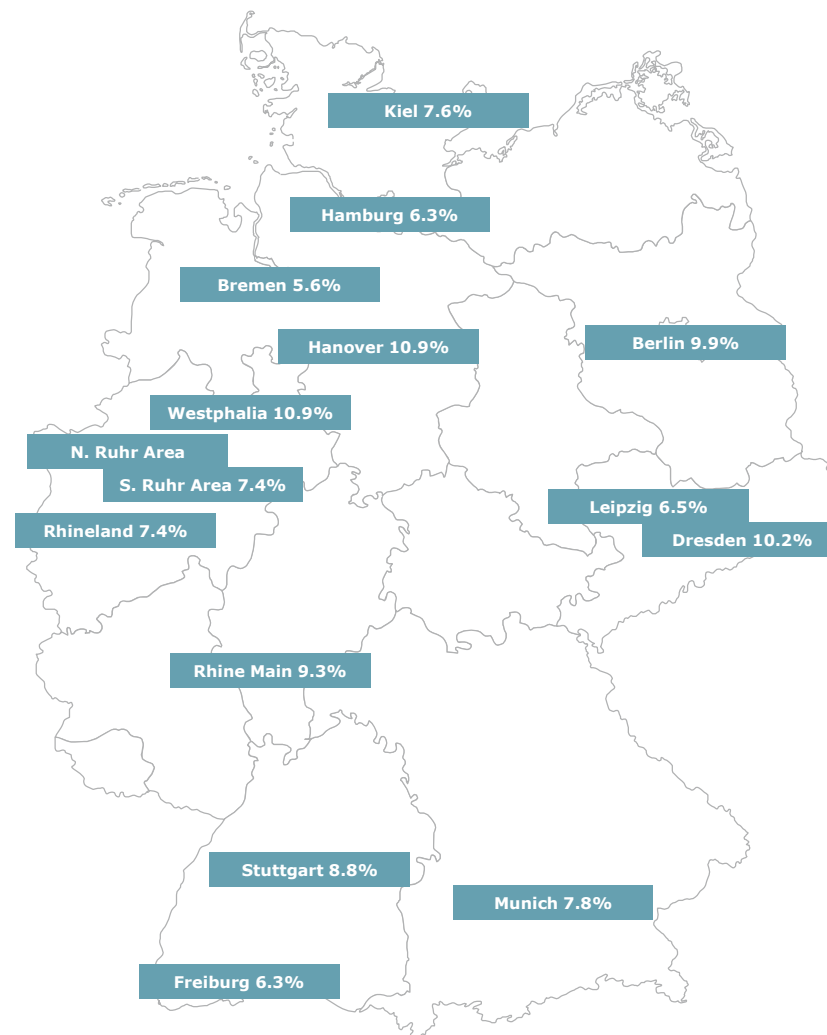 Kiel 7.6%
Hamburg 6.3%
Bremen 5.6%
Hanover 10.9%
Berlin 9.9%
Westphalia 10.9%
N. Ruhr Area
S. Ruhr Area 7.4%
Leipzig 6.5%
Rhineland 7.4%
Dresden 10.2%
Rhine Main 9.3%
Stuttgart 8.8%
Munich 7.8%
Freiburg 6.3%